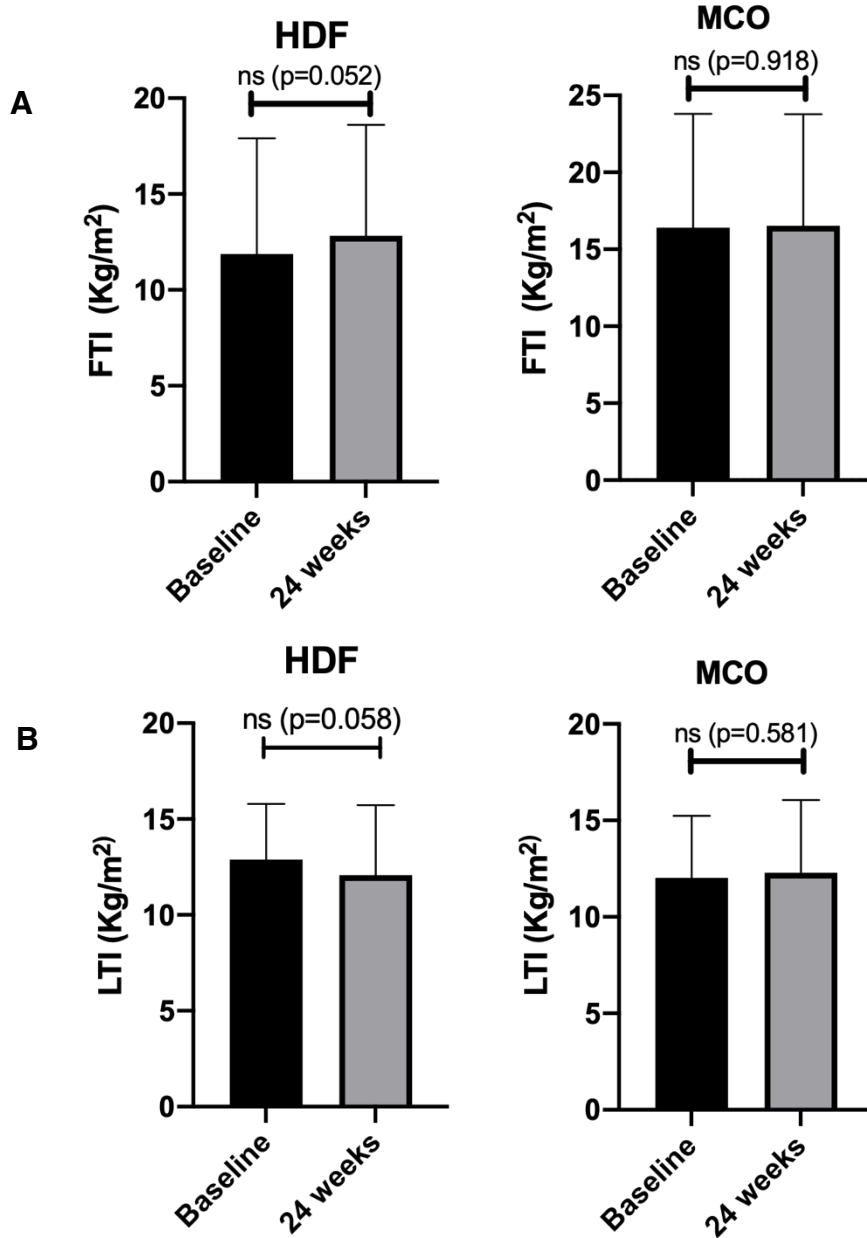 A
HDF
ns (p=0.052)
FTI (Kg/m²)
20
15
10
5
0
Baseline
24 weeks
MCO
ns (p=0.918)
FTI (Kg/m²)
25
20
15
10
5
0
Baseline
24 weeks
B
HDF
ns (p=0.058)
LTI (Kg/m²)
20
15
10
5
0
Baseline
24 weeks
MCO
ns (p=0.581)
LTI (Kg/m²)
20
15
10
5
0
Baseline
24 weeks